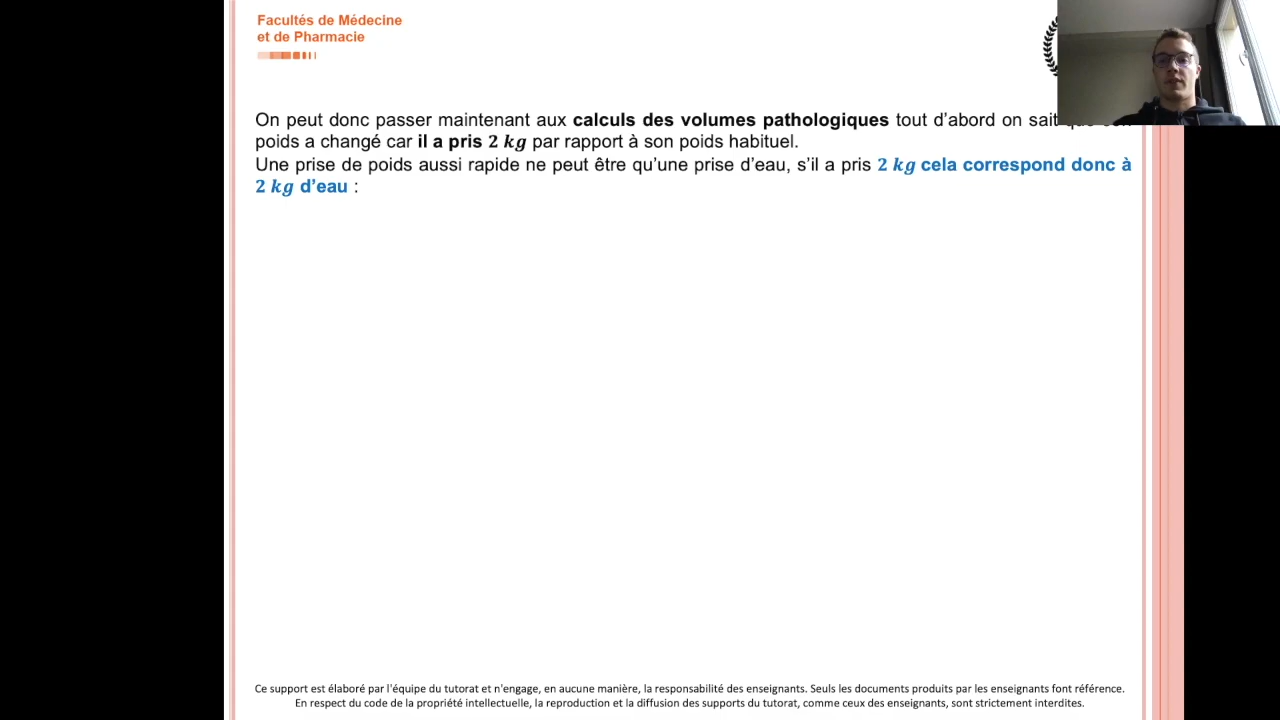 Facultés de Médecine
et de Pharmacie
On peut donc passer maintenant aux calculs des volumes pathologiques tout d'abord on sait
poids a changé car il a pris 2 kg par rapport à son poids habituel.
Une prise de poids aussi rapide ne peut être qu'une prise d'eau, s'il a pris 2 kg cela correspond donc à
2 kg d'eau :
Ce support est élaboré par l'équipe du tutorat et n'engage, en aucune manière, la responsabilité des enseignants. Seuls les documents produits par les enseignants font référence.
En respect du code de la propriété intellectuelle, la reproduction et la diffusion des supports du tutorat, comme ceux des enseignants, sont strictement interdites.